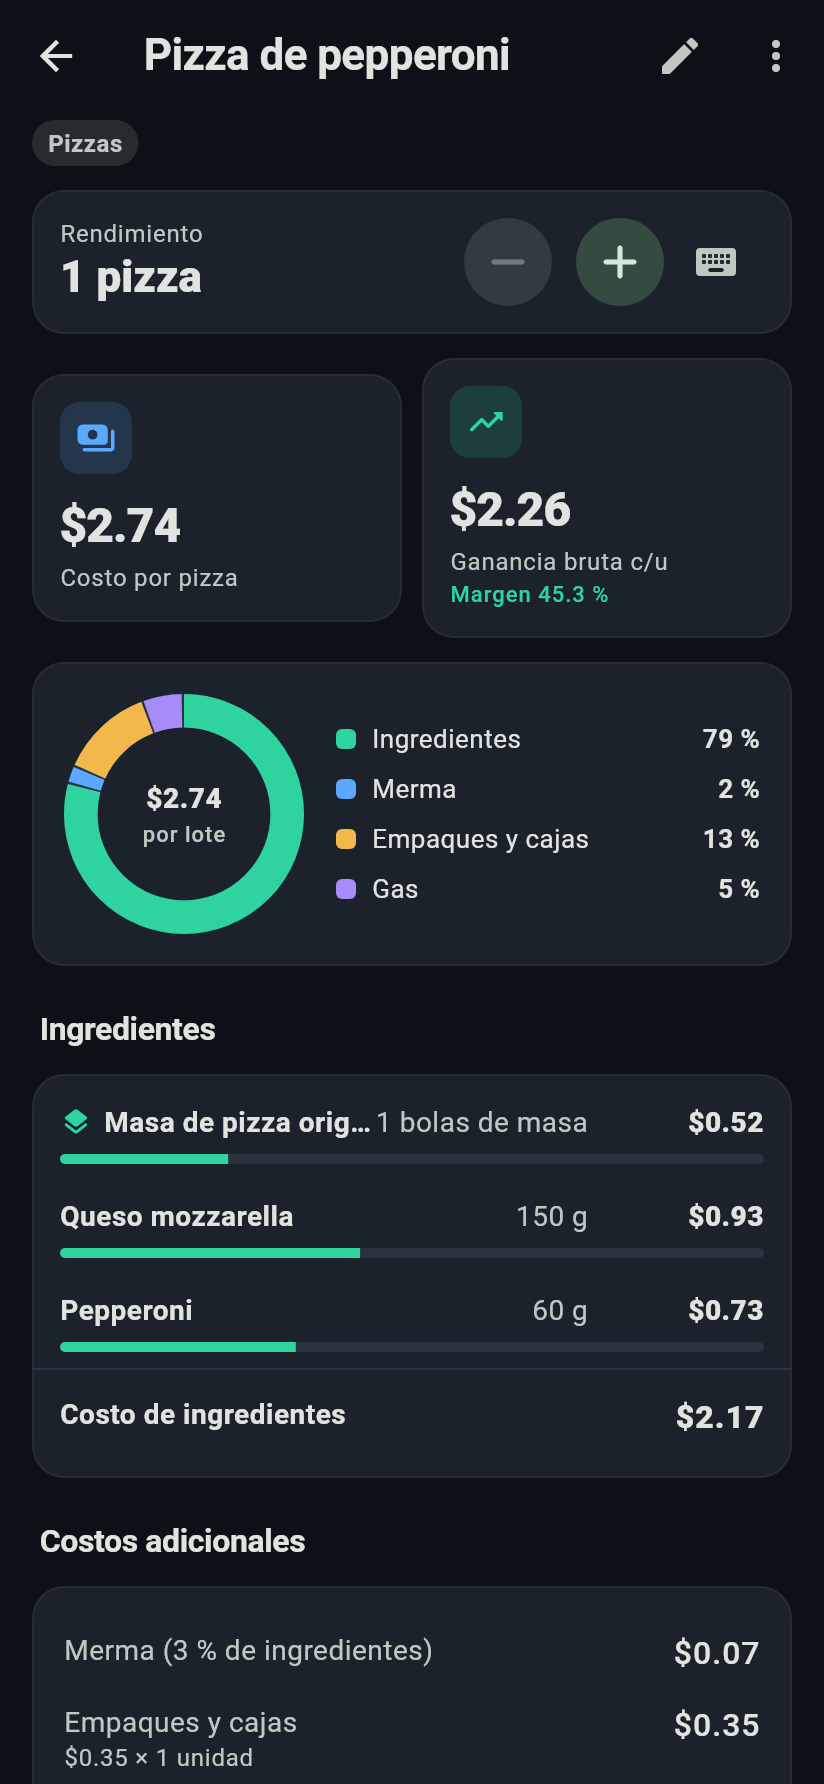 Pizza de pepperoni
Pizzas
Rendimiento
1 pizza
$2.74
Costo por pizza
$2.26
Ganancia bruta c/u
Margen 45.3 %
$2.74
por lote
Ingredientes 79 %
Merma 2 %
Empaques y cajas 13 %
Gas 5 %
Ingredientes
Masa de pizza orig… 1 bolas de masa $0.52
Queso mozzarella 150 g $0.93
Pepperoni 60 g $0.73
Costo de ingredientes $2.17
Costos adicionales
Merma (3 % de ingredientes) $0.07
Empaques y cajas $0.35
$0.35 × 1 unidad